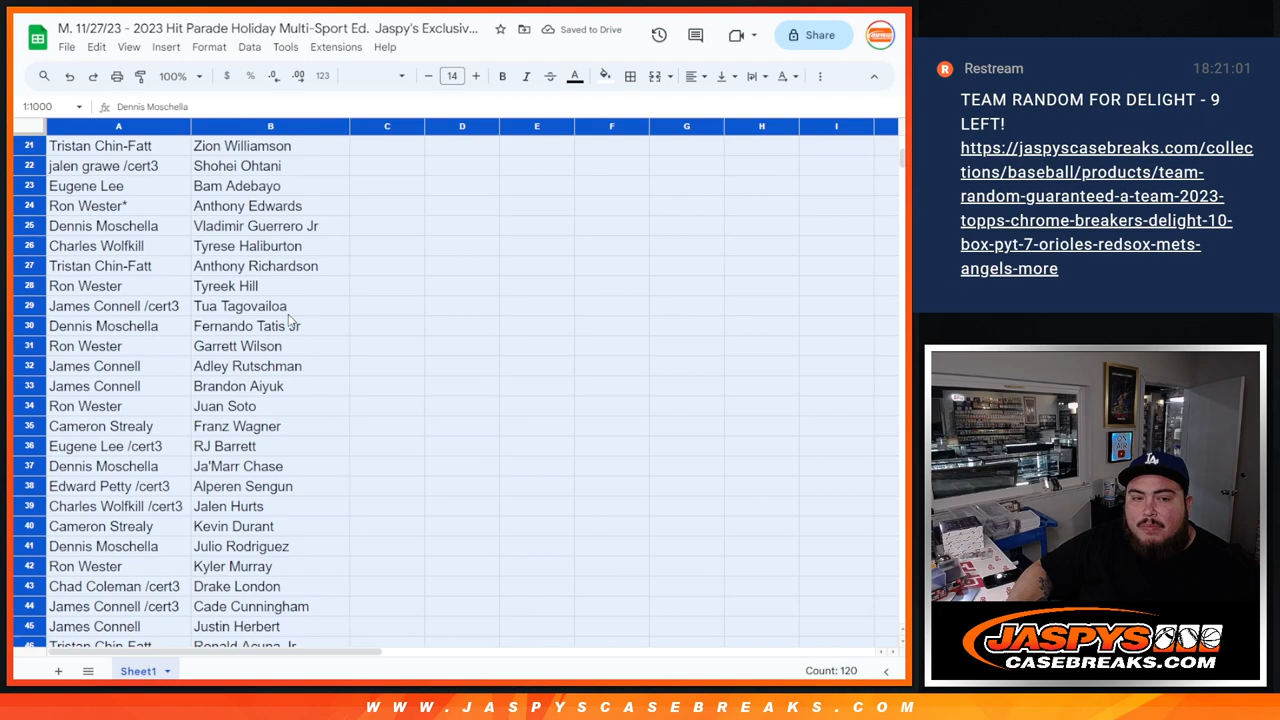 M. 11/27/23 - 2023 Hit Parade Holiday Multi-Sport Ed. Jaspy's Exclusiv...
Saved to Drive
Share
File Edit View Insert Format Data Tools Extensions Help
100% $ % .0 .00 123 14 B I A
1:1000 fx Dennis Moschella
A B C D E F G H I
21 Tristan Chin-Fatt Zion Williamson
22 jalen grawe /cert3 Shohei Ohtani
23 Eugene Lee Bam Adebayo
24 Ron Wester* Anthony Edwards
25 Dennis Moschella Vladimir Guerrero Jr
26 Charles Wolfkill Tyrese Haliburton
27 Tristan Chin-Fatt Anthony Richardson
28 Ron Wester Tyreek Hill
29 James Connell /cert3 Tua Tagovailoa
30 Dennis Moschella Fernando Tatis Jr
31 Ron Wester Garrett Wilson
32 James Connell Adley Rutschman
33 James Connell Brandon Aiyuk
34 Ron Wester Juan Soto
35 Cameron Strealy Franz Wagner
36 Eugene Lee /cert3 RJ Barrett
37 Dennis Moschella Ja'Marr Chase
38 Edward Petty /cert3 Alperen Sengun
39 Charles Wolfkill /cert3 Jalen Hurts
40 Cameron Strealy Kevin Durant
41 Dennis Moschella Julio Rodriguez
42 Ron Wester Kyler Murray
43 Chad Coleman /cert3 Drake London
44 James Connell /cert3 Cade Cunningham
45 James Connell Justin Herbert
46 Tristan Chin-Fatt Ronald Acuna Jr
Sheet1
Count: 120
R Restream 18:21:01
TEAM RANDOM FOR DELIGHT - 9
LEFT!
https://jaspyscasebreaks.com/collec
tions/baseball/products/team-
random-guaranteed-a-team-2023-
topps-chrome-breakers-delight-10-
box-pyt-7-orioles-redsox-mets-
angels-more
ON
AIR
LA
JASPYS
CASEBREAKS.COM
WWW.JASPYSCASEBREAKS.COM